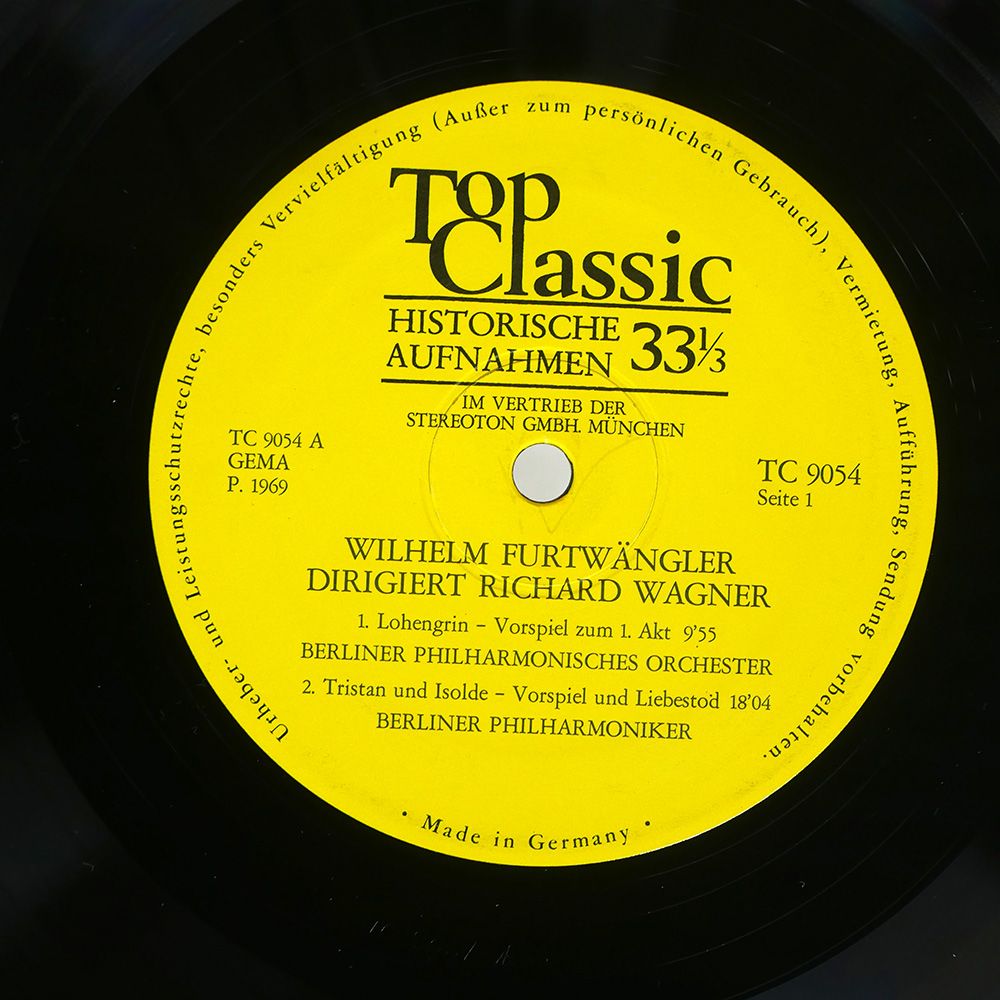 Urheber- und Leistungsschutzrechte, besonders Vervielfältigung (Außer zum persönlichen Gebrauch), Vermietung, Aufführung, Sendung vorbehalten.
Top
Classic
HISTORISCHE
AUFNAHMEN 33⅓
IM VERTRIEB DER
STEREOTON GMBH. MÜNCHEN
TC 9054 A
GEMA
P. 1969
TC 9054
Seite 1
WILHELM FURTWÄNGLER
DIRIGIERT RICHARD WAGNER
1. Lohengrin – Vorspiel zum 1. Akt 9'55
BERLINER PHILHARMONISCHES ORCHESTER
2. Tristan und Isolde – Vorspiel und Liebestod 18'04
BERLINER PHILHARMONIKER
• Made in Germany •